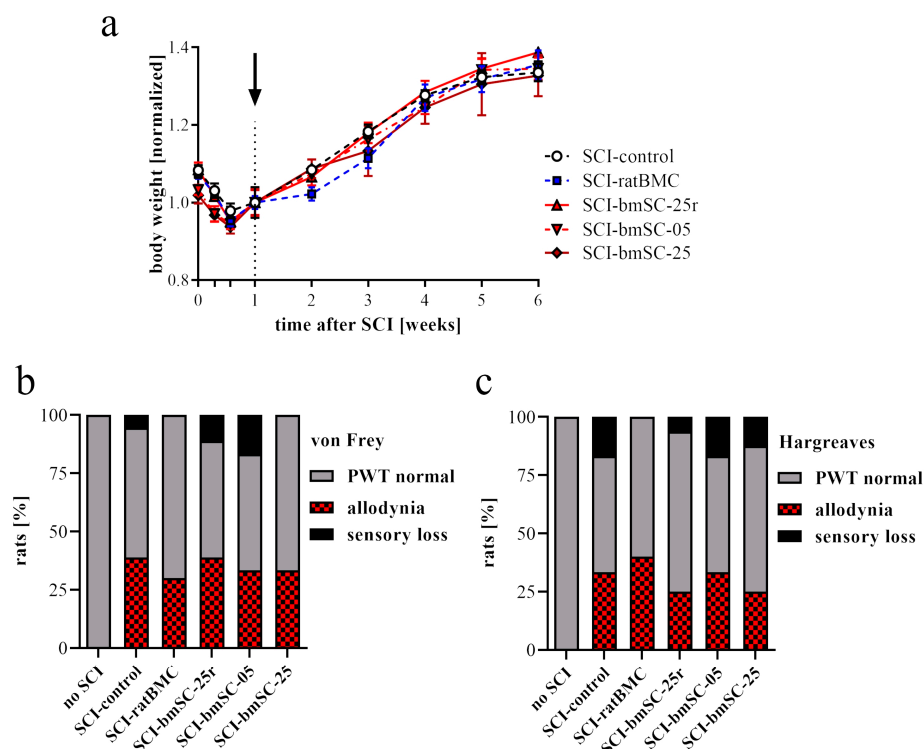 a
body weight [normalized]
1.4
1.2
1.0
0.8
0 1 2 3 4 5 6
time after SCI [weeks]
SCI-control
SCI-ratBMC
SCI-bmSC-25r
SCI-bmSC-05
SCI-bmSC-25
b
rats [%]
100
75
50
25
0
no SCI
SCI-control
SCI-ratBMC
SCI-bmSC-25r
SCI-bmSC-05
SCI-bmSC-25
von Frey
PWT normal
allodynia
sensory loss
c
rats [%]
100
75
50
25
0
no SCI
SCI-control
SCI-ratBMC
SCI-bmSC-25r
SCI-bmSC-05
SCI-bmSC-25
Hargreaves
PWT normal
allodynia
sensory loss